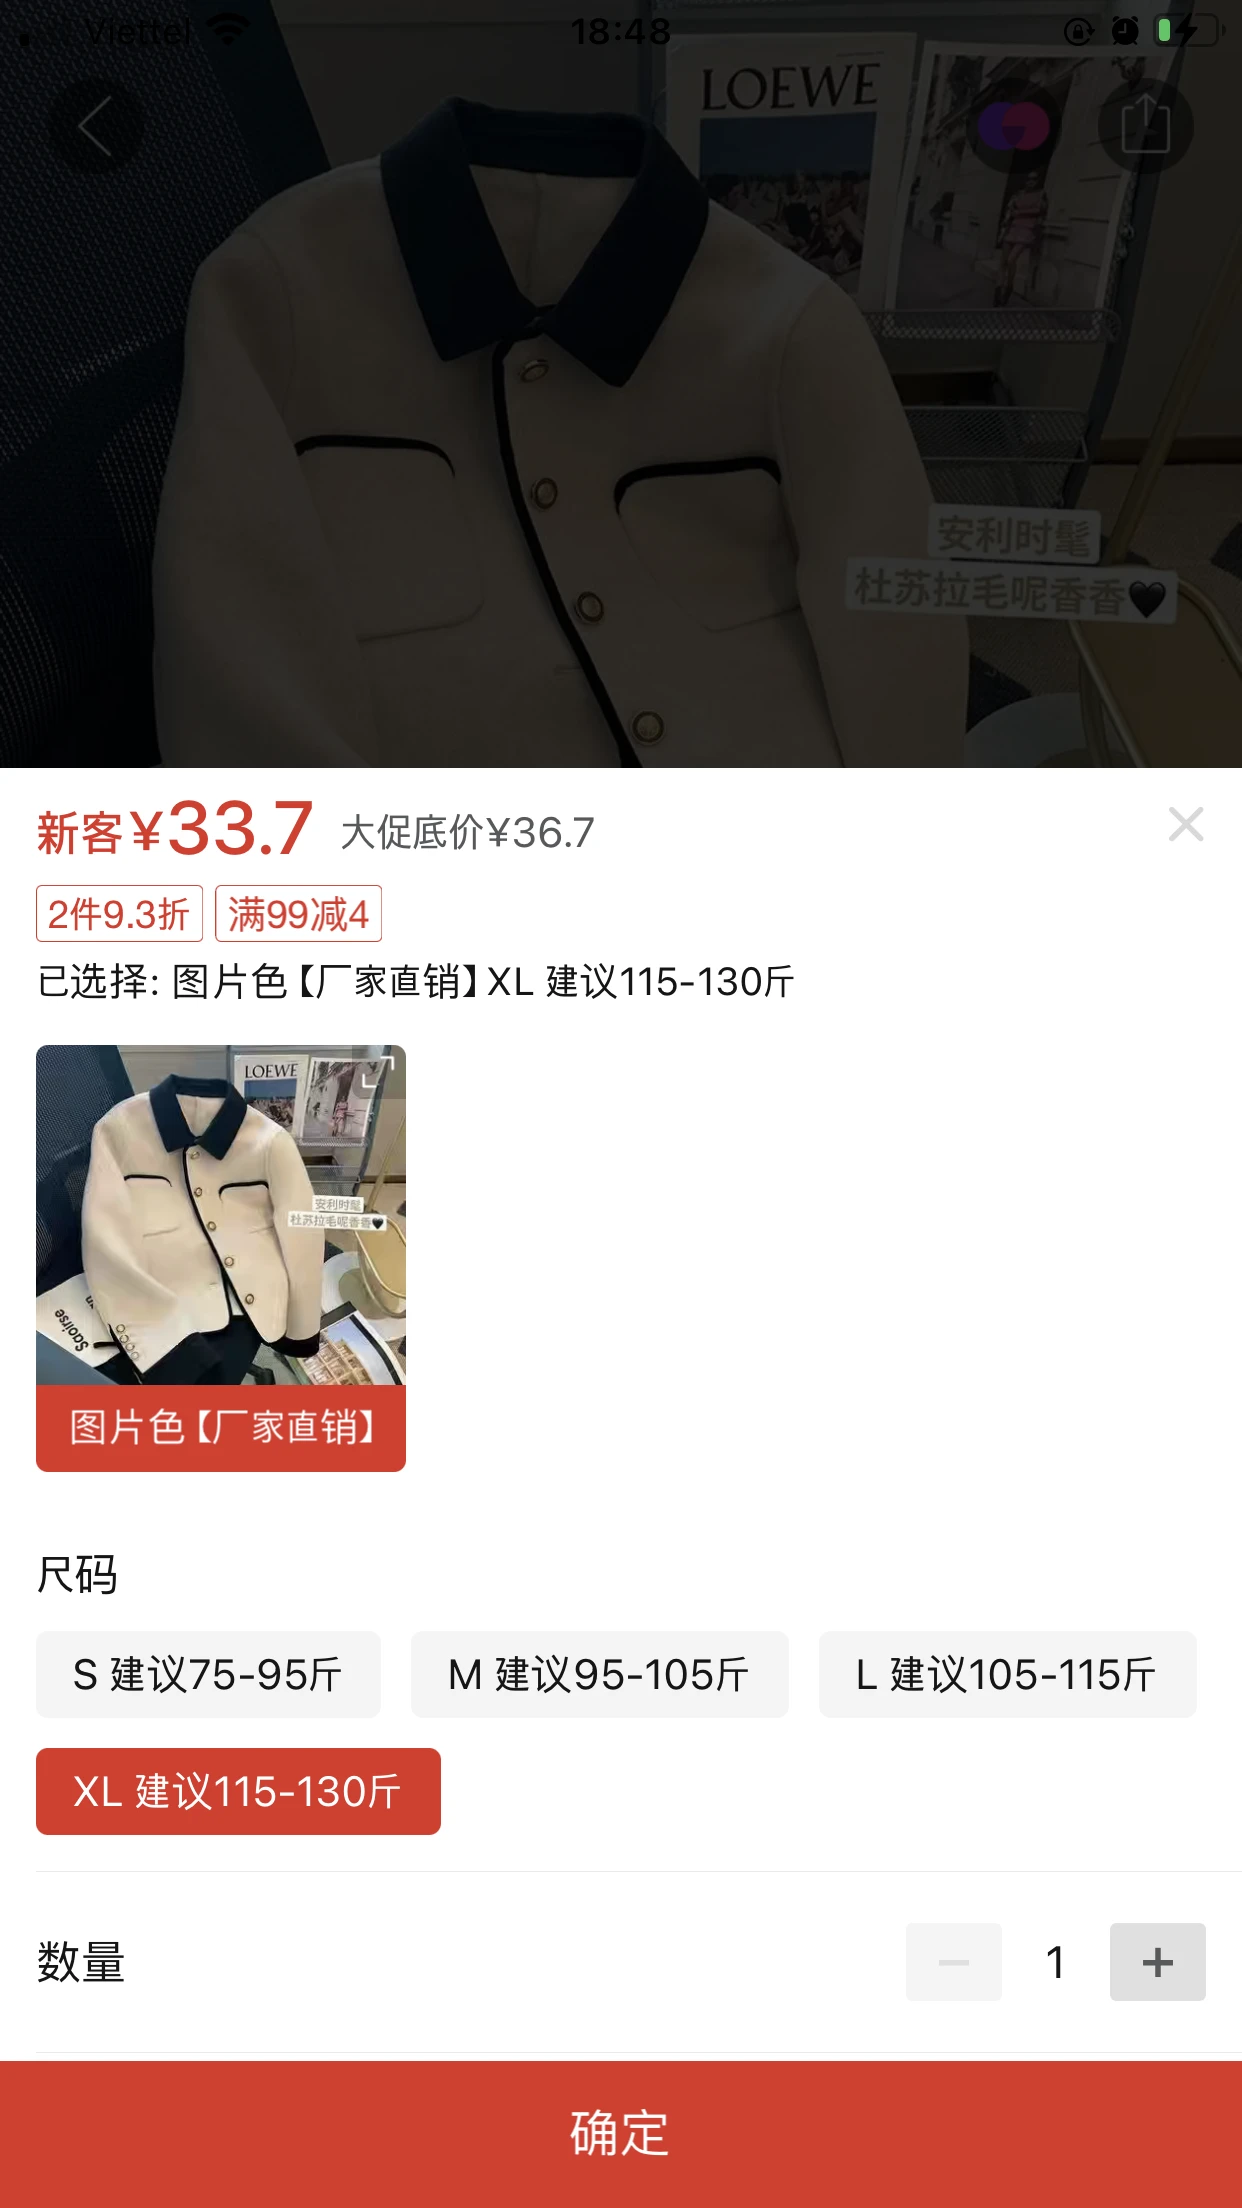 Viettel
18:48
LOEWE
安利时髦
杜苏拉毛呢香香🖤
新客¥33.7 大促底价¥36.7
2件9.3折 满99减4
已选择: 图片色【厂家直销】XL 建议115-130斤
LOEWE
安利时髦
杜苏拉毛呢香香🖤
Saoirse
图片色【厂家直销】
尺码
S 建议75-95斤 M 建议95-105斤 L 建议105-115斤
XL 建议115-130斤
数量 − 1 +
确定